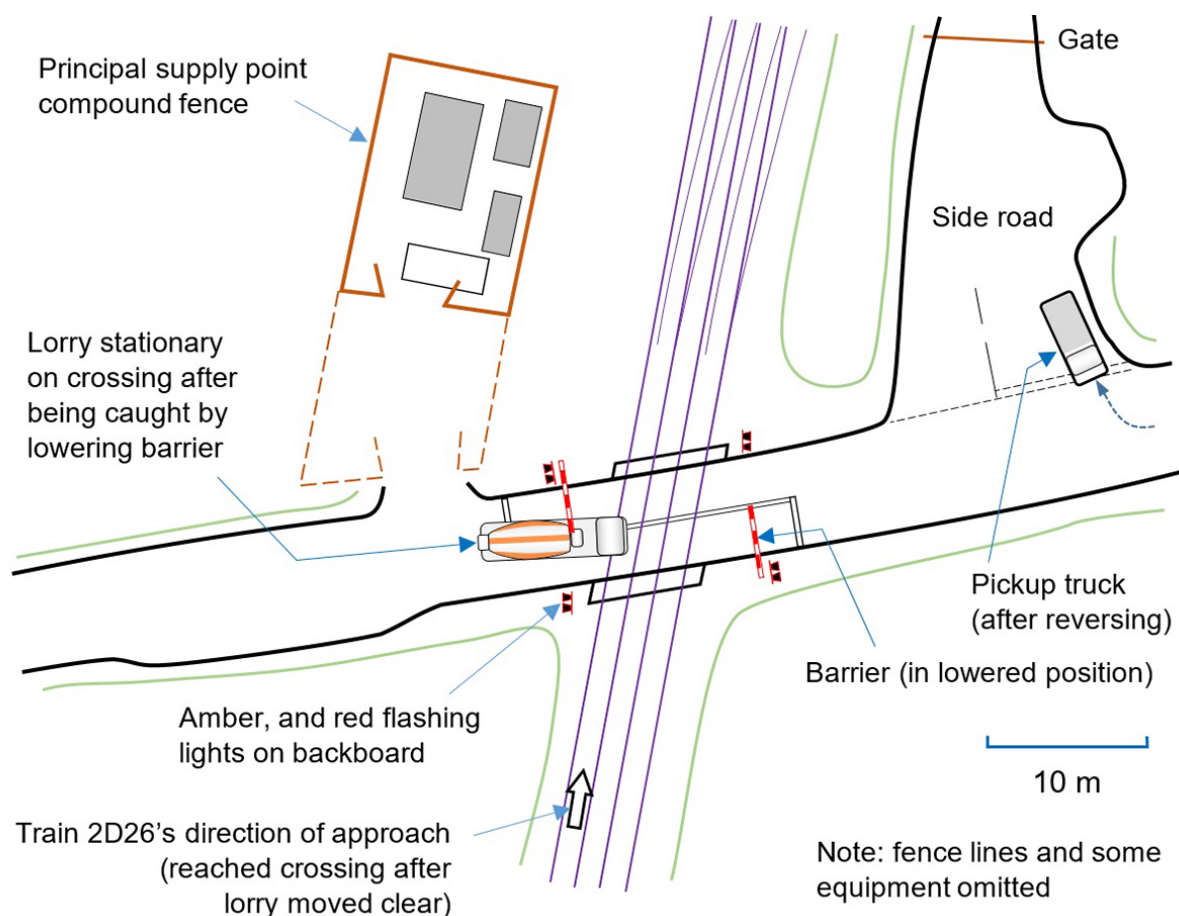 Principal supply point
compound fence
Gate
Side road
Lorry stationary
on crossing after
being caught by
lowering barrier
Pickup truck
(after reversing)
Barrier (in lowered position)
Amber, and red flashing
lights on backboard
10 m
Train 2D26’s direction of approach
(reached crossing after
lorry moved clear)
Note: fence lines and some
equipment omitted